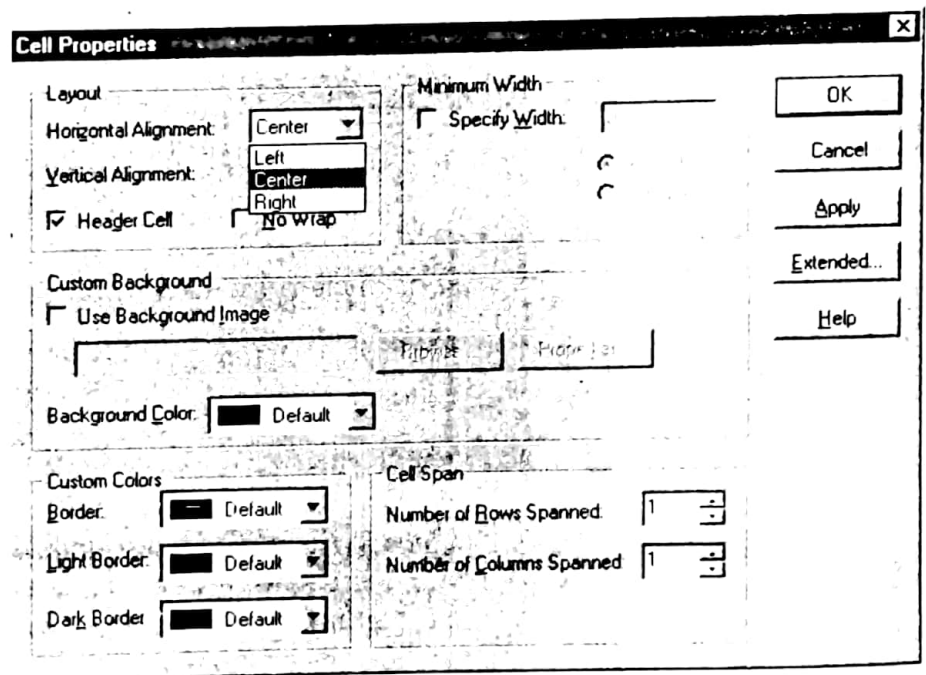 Cell Properties
Layout
Horizontal Alignment: Center
Left
Center
Right
Vertical Alignment:
Header Cell
No Wrap
Minimum Width
Specify Width:
OK
Cancel
Apply
Extended...
Help
Custom Background
Use Background Image
Background Color: Default
Custom Colors
Border: Default
Light Border: Default
Dark Border Default
Cell Span
Number of Rows Spanned: 1
Number of Columns Spanned: 1